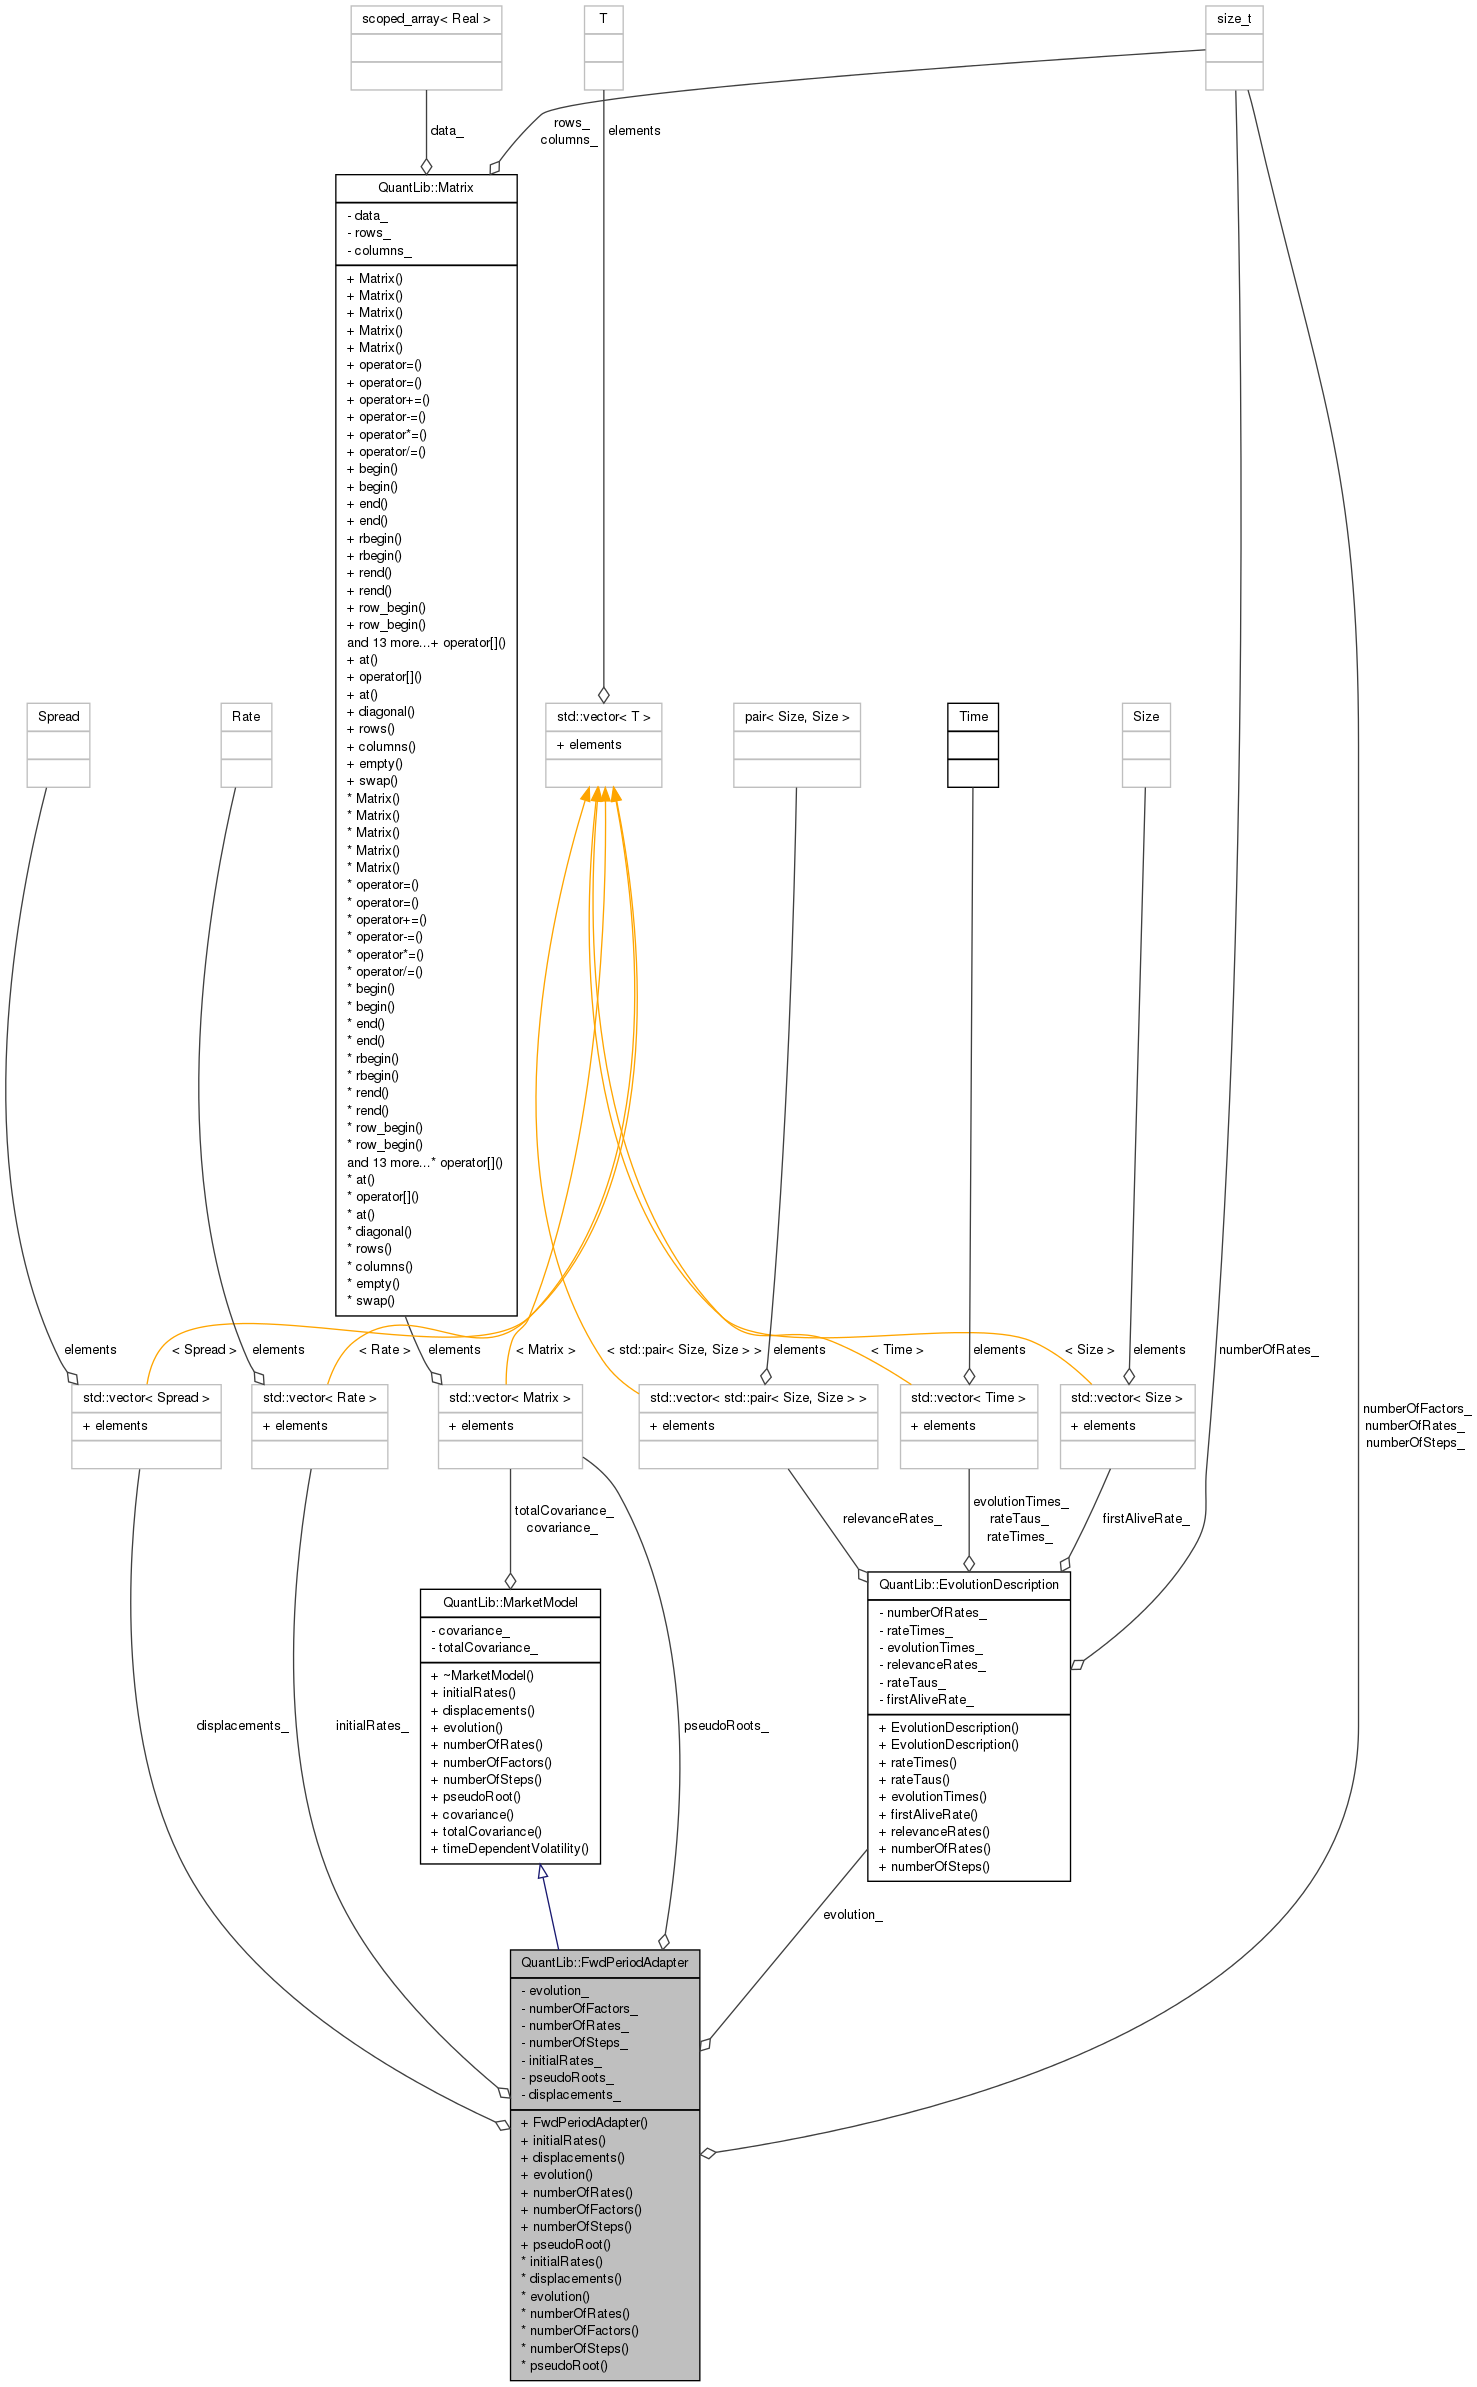 scoped_array< Real >
T
size_t
data_
rows_
columns_
elements
QuantLib::Matrix
- data_
- rows_
- columns_
+ Matrix()
+ Matrix()
+ Matrix()
+ Matrix()
+ Matrix()
+ operator=()
+ operator=()
+ operator+=()
+ operator-=()
+ operator*=()
+ operator/=()
+ begin()
+ begin()
+ end()
+ end()
+ rbegin()
+ rbegin()
+ rend()
+ rend()
+ row_begin()
+ row_begin()
and 13 more...+ operator[]()
+ at()
+ operator[]()
+ at()
+ diagonal()
+ rows()
+ columns()
+ empty()
+ swap()
* Matrix()
* Matrix()
* Matrix()
* Matrix()
* Matrix()
* operator=()
* operator=()
* operator+=()
* operator-=()
* operator*=()
* operator/=()
* begin()
* begin()
* end()
* end()
* rbegin()
* rbegin()
* rend()
* rend()
* row_begin()
* row_begin()
and 13 more...* operator[]()
* at()
* operator[]()
* at()
* diagonal()
* rows()
* columns()
* empty()
* swap()
Spread
Rate
std::vector< T >
+ elements
pair< Size, Size >
Time
Size
elements
< Spread >
elements
< Rate >
elements
< Matrix >
< std::pair< Size, Size > >
elements
< Time >
elements
< Size >
elements
numberOfRates_
std::vector< Spread >
+ elements
std::vector< Rate >
+ elements
std::vector< Matrix >
+ elements
std::vector< std::pair< Size, Size > >
+ elements
std::vector< Time >
+ elements
std::vector< Size >
+ elements
numberOfFactors_
numberOfRates_
numberOfSteps_
totalCovariance_
covariance_
relevanceRates_
evolutionTimes_
rateTaus_
rateTimes_
firstAliveRate_
QuantLib::MarketModel
- covariance_
- totalCovariance_
+ ~MarketModel()
+ initialRates()
+ displacements()
+ evolution()
+ numberOfRates()
+ numberOfFactors()
+ numberOfSteps()
+ pseudoRoot()
+ covariance()
+ totalCovariance()
+ timeDependentVolatility()
QuantLib::EvolutionDescription
- numberOfRates_
- rateTimes_
- evolutionTimes_
- relevanceRates_
- rateTaus_
- firstAliveRate_
+ EvolutionDescription()
+ EvolutionDescription()
+ rateTimes()
+ rateTaus()
+ evolutionTimes()
+ firstAliveRate()
+ relevanceRates()
+ numberOfRates()
+ numberOfSteps()
displacements_
initialRates_
pseudoRoots_
evolution_
QuantLib::FwdPeriodAdapter
- evolution_
- numberOfFactors_
- numberOfRates_
- numberOfSteps_
- initialRates_
- pseudoRoots_
- displacements_
+ FwdPeriodAdapter()
+ initialRates()
+ displacements()
+ evolution()
+ numberOfRates()
+ numberOfFactors()
+ numberOfSteps()
+ pseudoRoot()
* initialRates()
* displacements()
* evolution()
* numberOfRates()
* numberOfFactors()
* numberOfSteps()
* pseudoRoot()